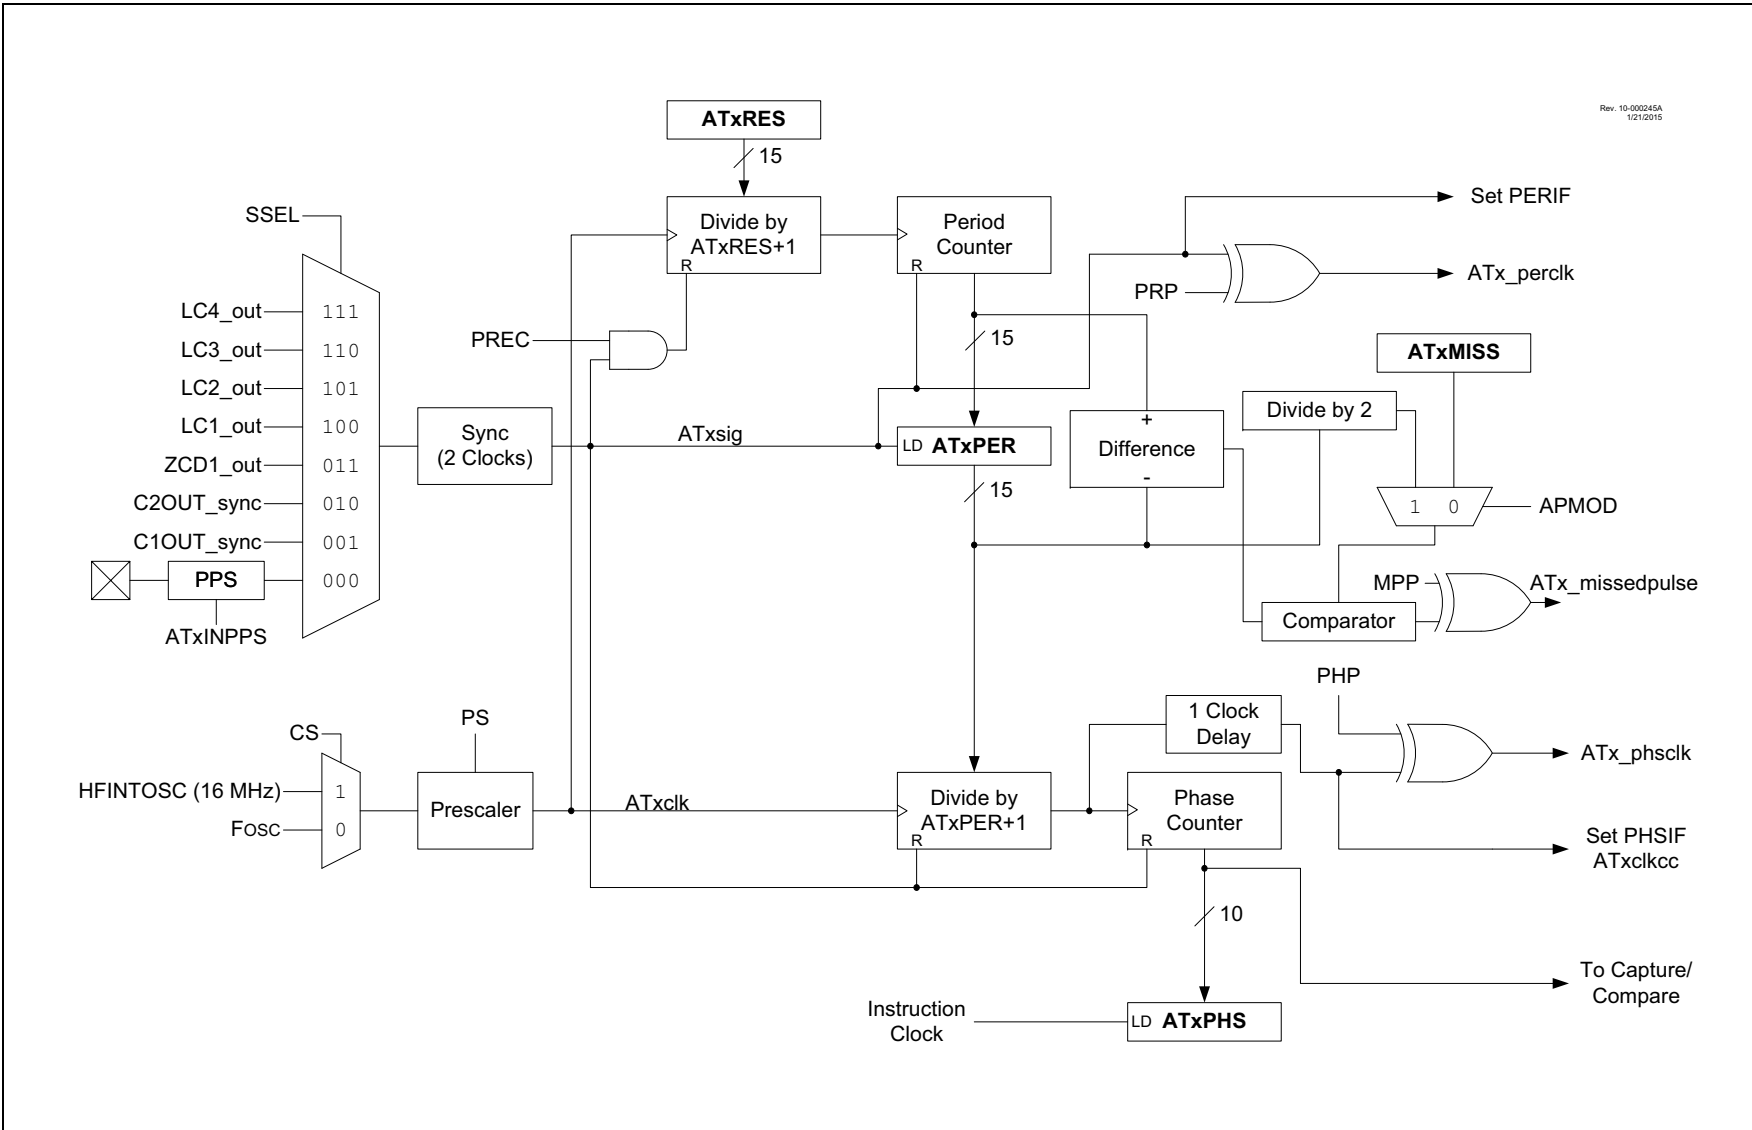 Rev. 10-000245A
1/21/2015
ATxRES
15
SSEL
Divide by
ATxRES+1
R
Period
Counter
R
Set PERIF
PRP
ATx_perclk
LC4_out
111
LC3_out
110
LC2_out
101
LC1_out
100
ZCD1_out
011
C2OUT_sync
010
C1OUT_sync
001
PPS
000
ATxINPPS
PREC
Sync
(2 Clocks)
ATxsig
15
LD ATxPER
15
+
Difference
-
ATxMISS
Divide by 2
1 0
APMOD
MPP
ATx_missedpulse
Comparator
PHP
CS
PS
HFINTOSC (16 MHz)
1
FOSC
0
Prescaler
ATxclk
Divide by
ATxPER+1
R
1 Clock
Delay
Phase
Counter
R
ATx_phsclk
Set PHSIF
ATxclkcc
10
To Capture/
Compare
Instruction
Clock
LD ATxPHS